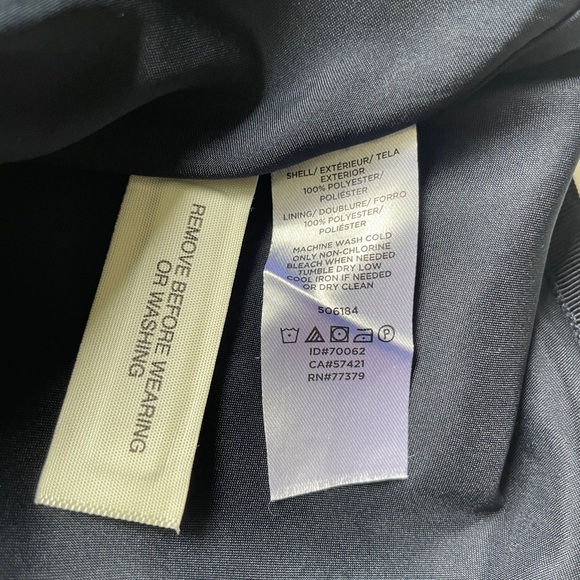 REMOVE BEFORE WEARING
OR WASHING
SHELL/ EXTÉRIEUR/ TELA
EXTERIOR
100% POLYESTER/
POLIÉSTER
LINING/ DOUBLURE/ FORRO
100% POLYESTER/
POLIÉSTER
MACHINE WASH COLD
ONLY NON-CHLORINE
BLEACH WHEN NEEDED
TUMBLE DRY LOW
COOL IRON IF NEEDED
OR DRY CLEAN
506184
ID#70062
CA#57421
RN#77379